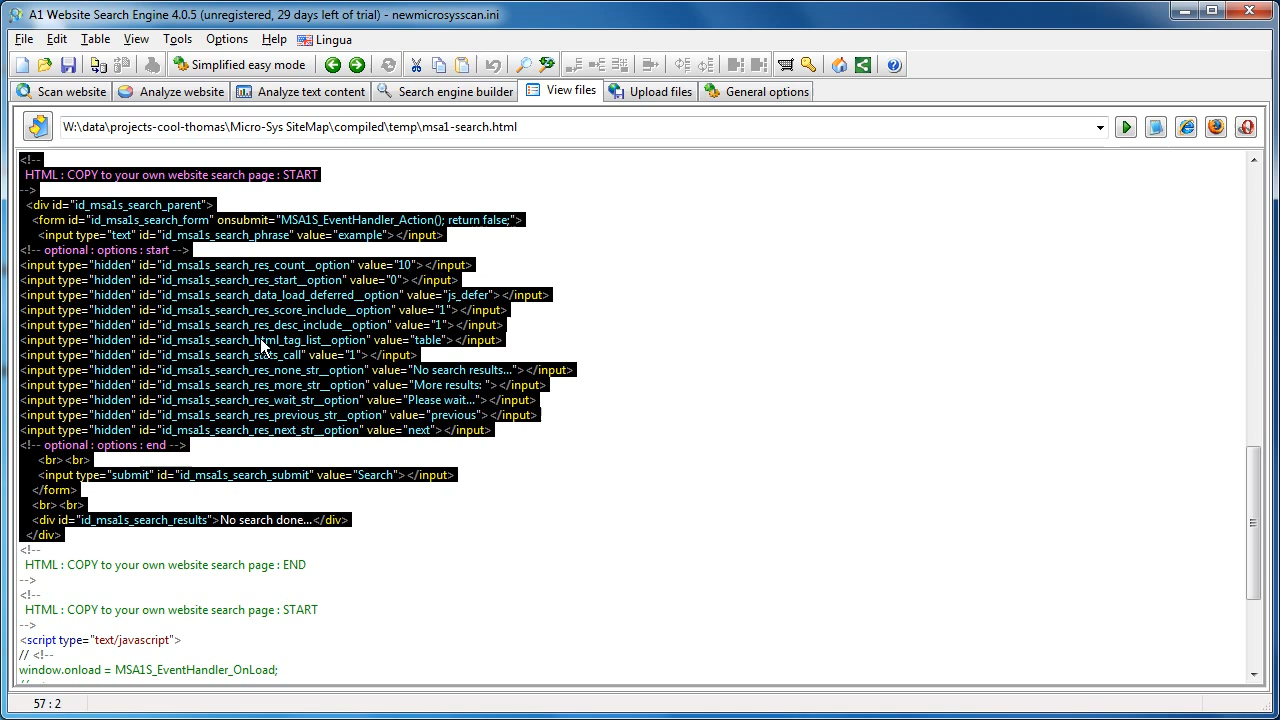 A1 Website Search Engine 4.0.5 (unregistered, 29 days left of trial) - newmicrosysscan.ini
File Edit Table View Tools Options Help Lingua
Simplified easy mode
Scan website Analyze website Analyze text content Search engine builder View files Upload files General options
W:\data\projects-cool-thomas\Micro-Sys SiteMap\compiled\temp\msa1-search.html
<!--
HTML : COPY to your own website search page : START
-->
<div id="id_msa1s_search_parent">
<form id="id_msa1s_search_form" onsubmit="MSA1S_EventHandler_Action(); return false;">
<input type="text" id="id_msa1s_search_phrase" value="example"></input>
<!-- optional : options : start -->
<input type="hidden" id="id_msa1s_search_res_count__option" value="10"></input>
<input type="hidden" id="id_msa1s_search_res_start__option" value="0"></input>
<input type="hidden" id="id_msa1s_search_data_load_deferred__option" value="js_defer"></input>
<input type="hidden" id="id_msa1s_search_res_score_include__option" value="1"></input>
<input type="hidden" id="id_msa1s_search_res_desc_include__option" value="1"></input>
<input type="hidden" id="id_msa1s_search_html_tag_list__option" value="table"></input>
<input type="hidden" id="id_msa1s_search_stats_call" value="1"></input>
<input type="hidden" id="id_msa1s_search_res_none_str__option" value="No search results..."></input>
<input type="hidden" id="id_msa1s_search_res_more_str__option" value="More results: "></input>
<input type="hidden" id="id_msa1s_search_res_wait_str__option" value="Please wait..."></input>
<input type="hidden" id="id_msa1s_search_res_previous_str__option" value="previous"></input>
<input type="hidden" id="id_msa1s_search_res_next_str__option" value="next"></input>
<!-- optional : options : end -->
<br><br>
<input type="submit" id="id_msa1s_search_submit" value="Search"></input>
</form>
<br><br>
<div id="id_msa1s_search_results">No search done...</div>
</div>
<!--
HTML : COPY to your own website search page : END
-->
<!--
HTML : COPY to your own website search page : START
-->
<script type="text/javascript">
// <!--
window.onload = MSA1S_EventHandler_OnLoad;
57 : 2